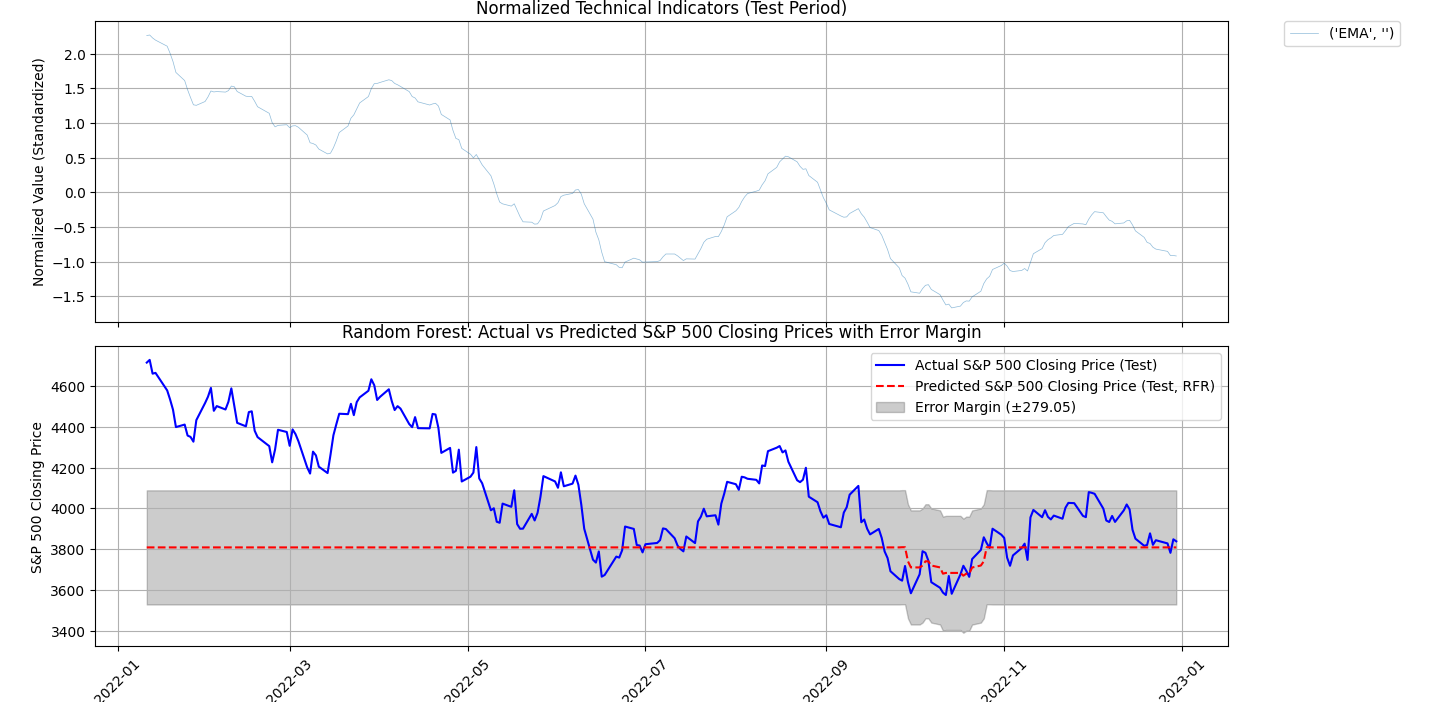 Normalized Technical Indicators (Test Period)
('EMA', '')
Normalized Value (Standardized)
2.0
1.5
1.0
0.5
0.0
−0.5
−1.0
−1.5
Random Forest: Actual vs Predicted S&P 500 Closing Prices with Error Margin
S&P 500 Closing Price
4600
4400
4200
4000
3800
3600
3400
Actual S&P 500 Closing Price (Test)
Predicted S&P 500 Closing Price (Test, RFR)
Error Margin (±279.05)
2022-01
2022-03
2022-05
2022-07
2022-09
2022-11
2023-01